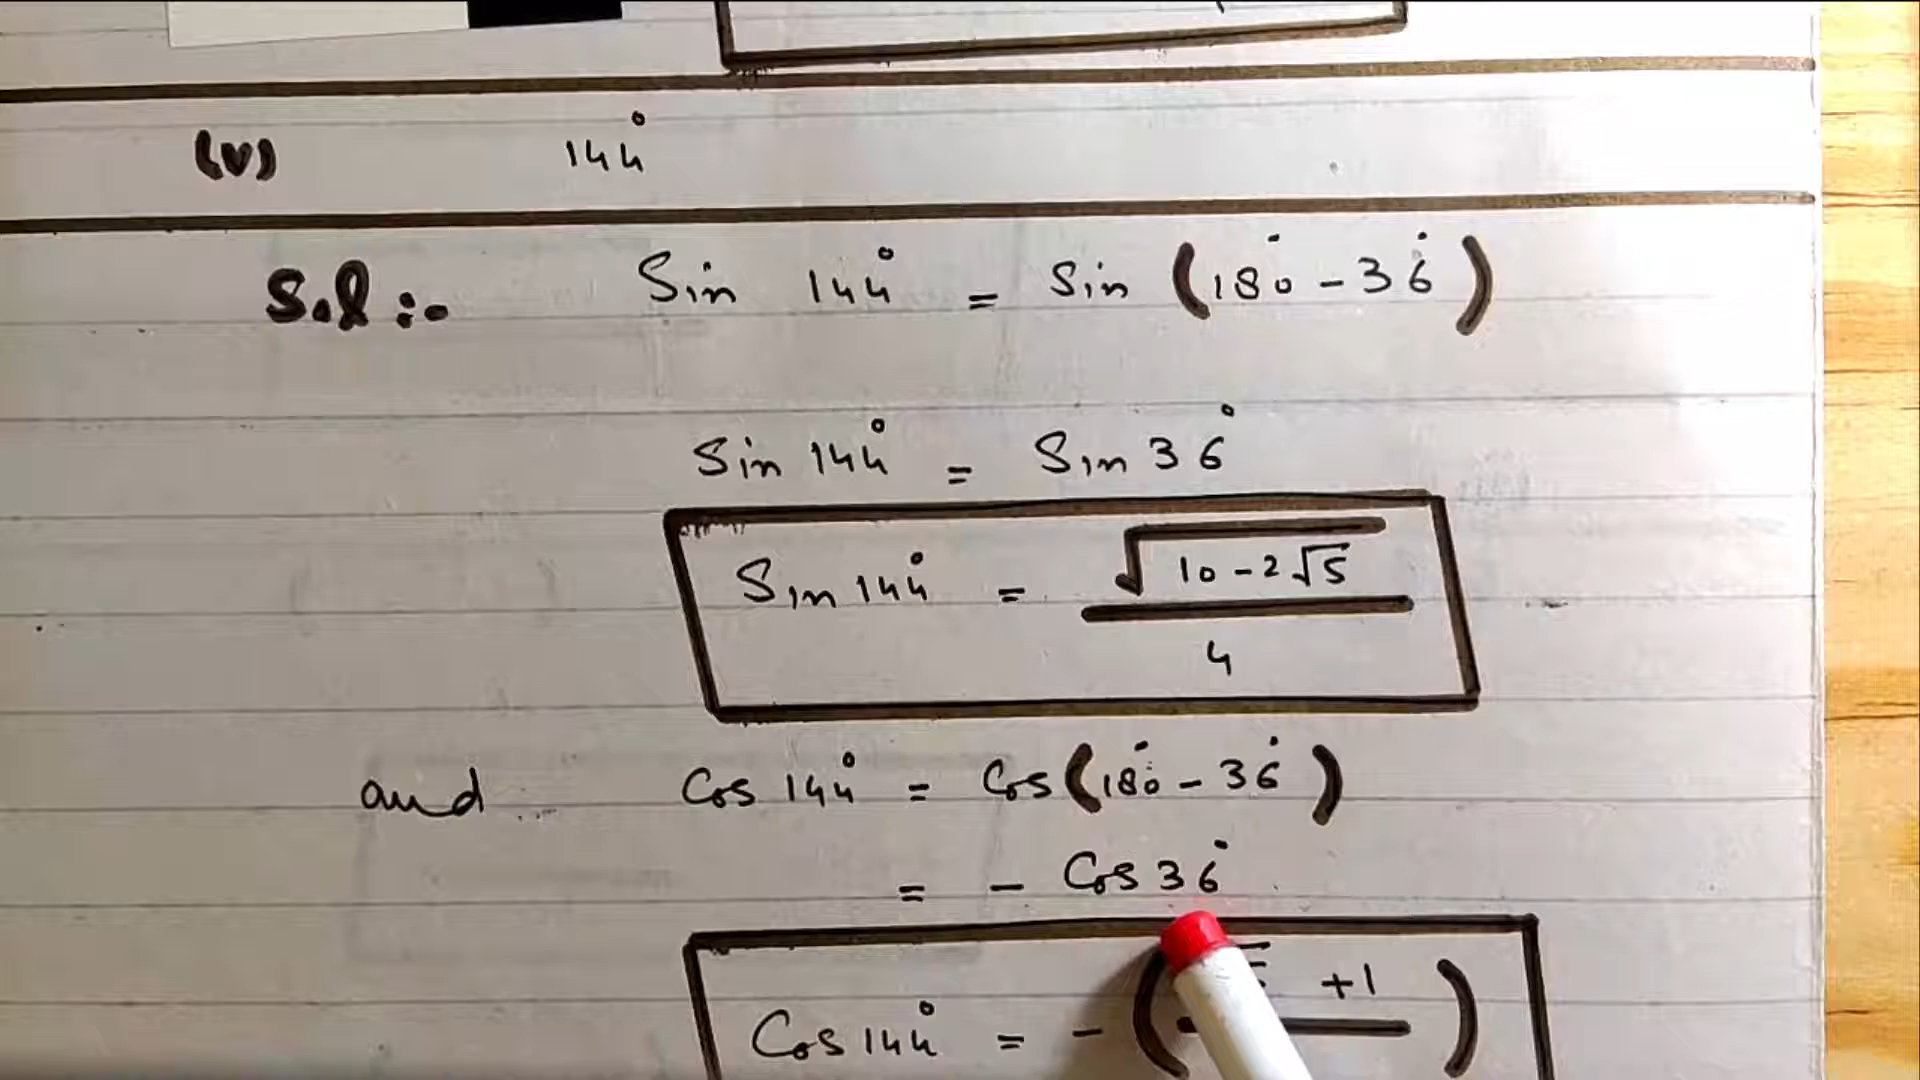 (v) 144°
Sol:- Sin 144° = Sin (180° - 36°)
Sin 144° = Sin 36°
Sin 144° = √(10 - 2√5) / 4
and Cos 144° = Cos (180° - 36°)
= - Cos 36°
Cos 144° = - ( +1 )